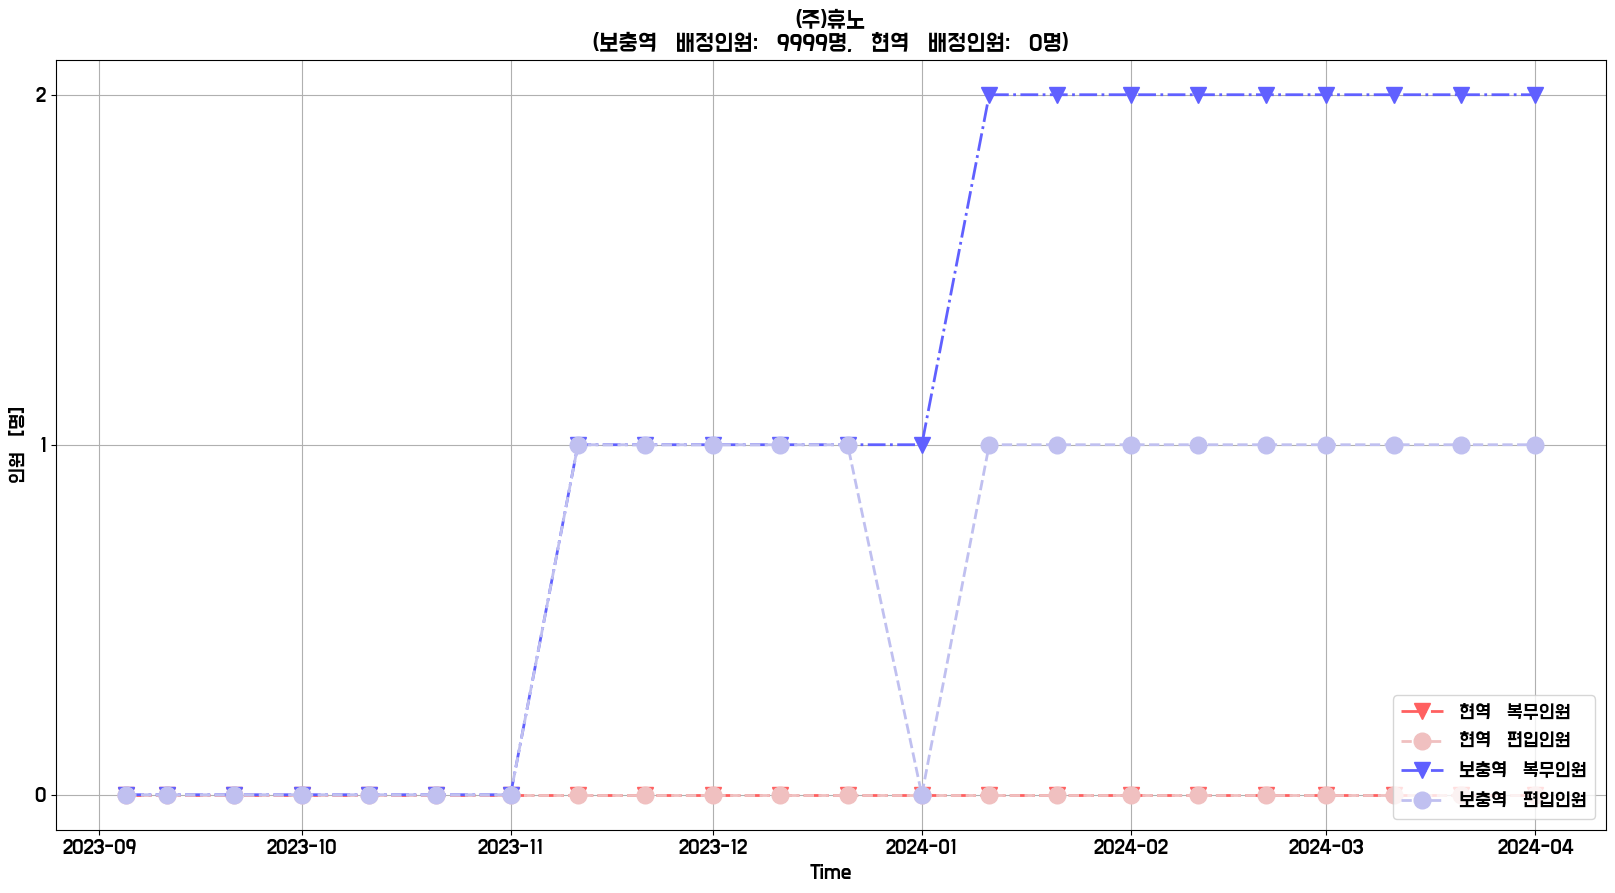 (주)휴노
(보충역 배정인원: 9999명, 현역 배정인원: 0명)
인원 [명]
2
1
0
2023-09 2023-10 2023-11 2023-12 2024-01 2024-02 2024-03 2024-04
Time
현역 복무인원
현역 편입인원
보충역 복무인원
보충역 편입인원